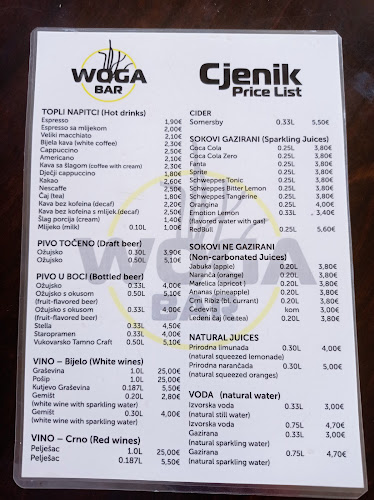 WOGA
BAR
Cjenik
Price List
TOPLI NAPITCI (Hot drinks)
Espresso 1,90€
Espresso sa mlijekom 2,00€
Veliki macchiato 2,10€
Bijela kava (white coffee) 2,30€
Cappuccino 2,50€
Americano 2,10€
Kava sa šlagom (coffee with cream) 2,30€
Dječji cappuccino 1,80€
Kakao 2,60€
Nescaffe 2,50€
Čaj (tea) 2,50€
Kava bez kofeina (decaf) 2,00€
Kava bez kofeina s mlijek.(decaf) 2,50€
Šlag porcija (cream) 1,40€
Mlijeko (milk) 0.10L 1,00€
PIVO TOČENO (Draft beer)
Ožujsko 0.30L 3,90€
Ožujsko 0.50L
PIVO U BOCI (Bottled beer)
Ožujsko 0.33L 4,00€
Ožujsko s okusom 0.50L
(fruit-flavored beer)
Ožujsko s okusom 0.33L 4,00€
(fruit-flavored beer)
Stella 0.33L 4,50€
Staropramen 0.33L 4,00€
Vukovarsko Tamno Craft 0.50L 5,50€
VINO – Bijelo (White wines)
Graševina 1.0L 25,00€
Pošip 1.0L 25,00€
Kutjevo Graševina 0.187L 5,50€
Gemišt 0.20L 2,80€
(white wine with sparkling water)
Gemišt 0.30L 4,00€
(white wine with sparkling water)
VINO – Crno (Red wines)
Pelješac 1.0L 25,00€
Pelješac 0.187L 5,50€
CIDER
Somersby 0.33L 5,50€
SOKOVI GAZIRANI (Sparkling Juices)
Coca Cola 0.25L 3,80€
Coca Cola Zero 0.25L 3,80€
Fanta 0.25L 3,80€
Sprite 0.25L 3,80€
Schweppes Tonic 0.25L 3,80€
Schweppes Bitter Lemon 0.25L 3,80€
Schweppes Tangerine 0.25L 3,80€
Orangina 0.25L 4,00€
Emotion Lemon 0.33L 3,40€
(flavored water with gas)
RedBull 0.25L 5,60€
SOKOVI NE GAZIRANI
(Non-carbonated Juices)
Jabuka (apple) 0.20L 3,80€
Naranča (orange) 0.20L 3,80€
Marelica (apricot) 0.20L 3,80€
Ananas (pineapple) 0.20L 3,80€
Crni Ribiz (bl. currant) 0.20L 3,80€
Cedevita kom 3,00€
Ledeni čaj (ice tea) 0.20L 3,80€
NATURAL JUICES
Prirodna limunada 0.30L 4,00€
(natural squeezed lemonade)
Prirodna narančada 0.30L 5,00€
(natural squeezed oranges)
VODA (natural water)
Izvorska voda 0.33L 3,00€
(natural still water)
Izvorska voda 0.75L 4,70€
Gazirana 0.33L 3,00€
(natural sparkling water)
Gazirana 0.75L 4,70€
(natural sparkling water)
WOGA
BAR